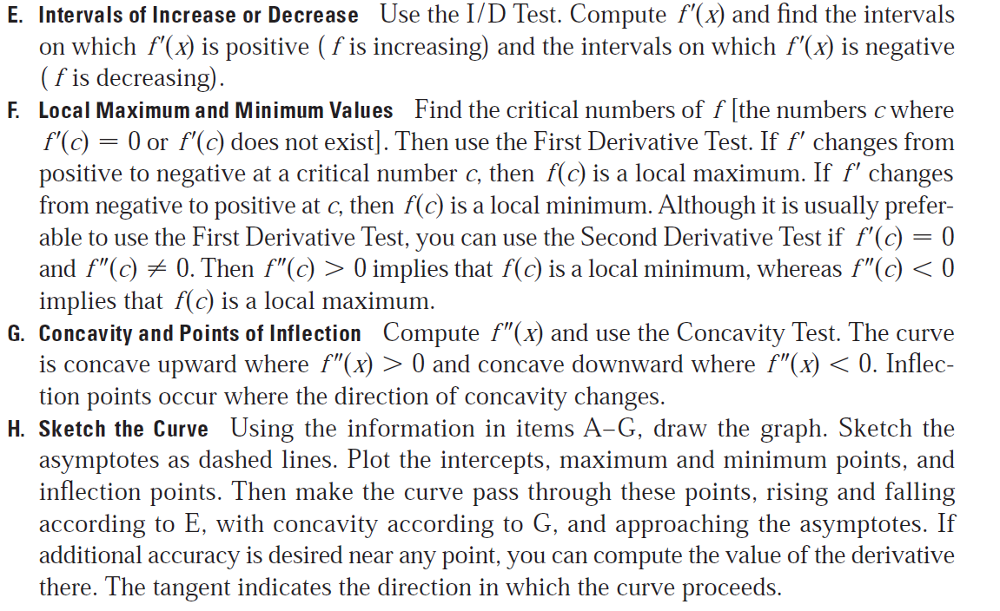 E. Intervals of Increase or Decrease Use the I/D Test. Compute f′(x) and find the intervals
on which f′(x) is positive ( f is increasing) and the intervals on which f′(x) is negative
( f is decreasing).
F. Local Maximum and Minimum Values Find the critical numbers of f [the numbers c where
f′(c) = 0 or f′(c) does not exist]. Then use the First Derivative Test. If f′ changes from
positive to negative at a critical number c, then f(c) is a local maximum. If f′ changes
from negative to positive at c, then f(c) is a local minimum. Although it is usually prefer-
able to use the First Derivative Test, you can use the Second Derivative Test if f′(c) = 0
and f″(c) ≠ 0. Then f″(c) > 0 implies that f(c) is a local minimum, whereas f″(c) < 0
implies that f(c) is a local maximum.
G. Concavity and Points of Inflection Compute f″(x) and use the Concavity Test. The curve
is concave upward where f″(x) > 0 and concave downward where f″(x) < 0. Inflec-
tion points occur where the direction of concavity changes.
H. Sketch the Curve Using the information in items A–G, draw the graph. Sketch the
asymptotes as dashed lines. Plot the intercepts, maximum and minimum points, and
inflection points. Then make the curve pass through these points, rising and falling
according to E, with concavity according to G, and approaching the asymptotes. If
additional accuracy is desired near any point, you can compute the value of the derivative
there. The tangent indicates the direction in which the curve proceeds.